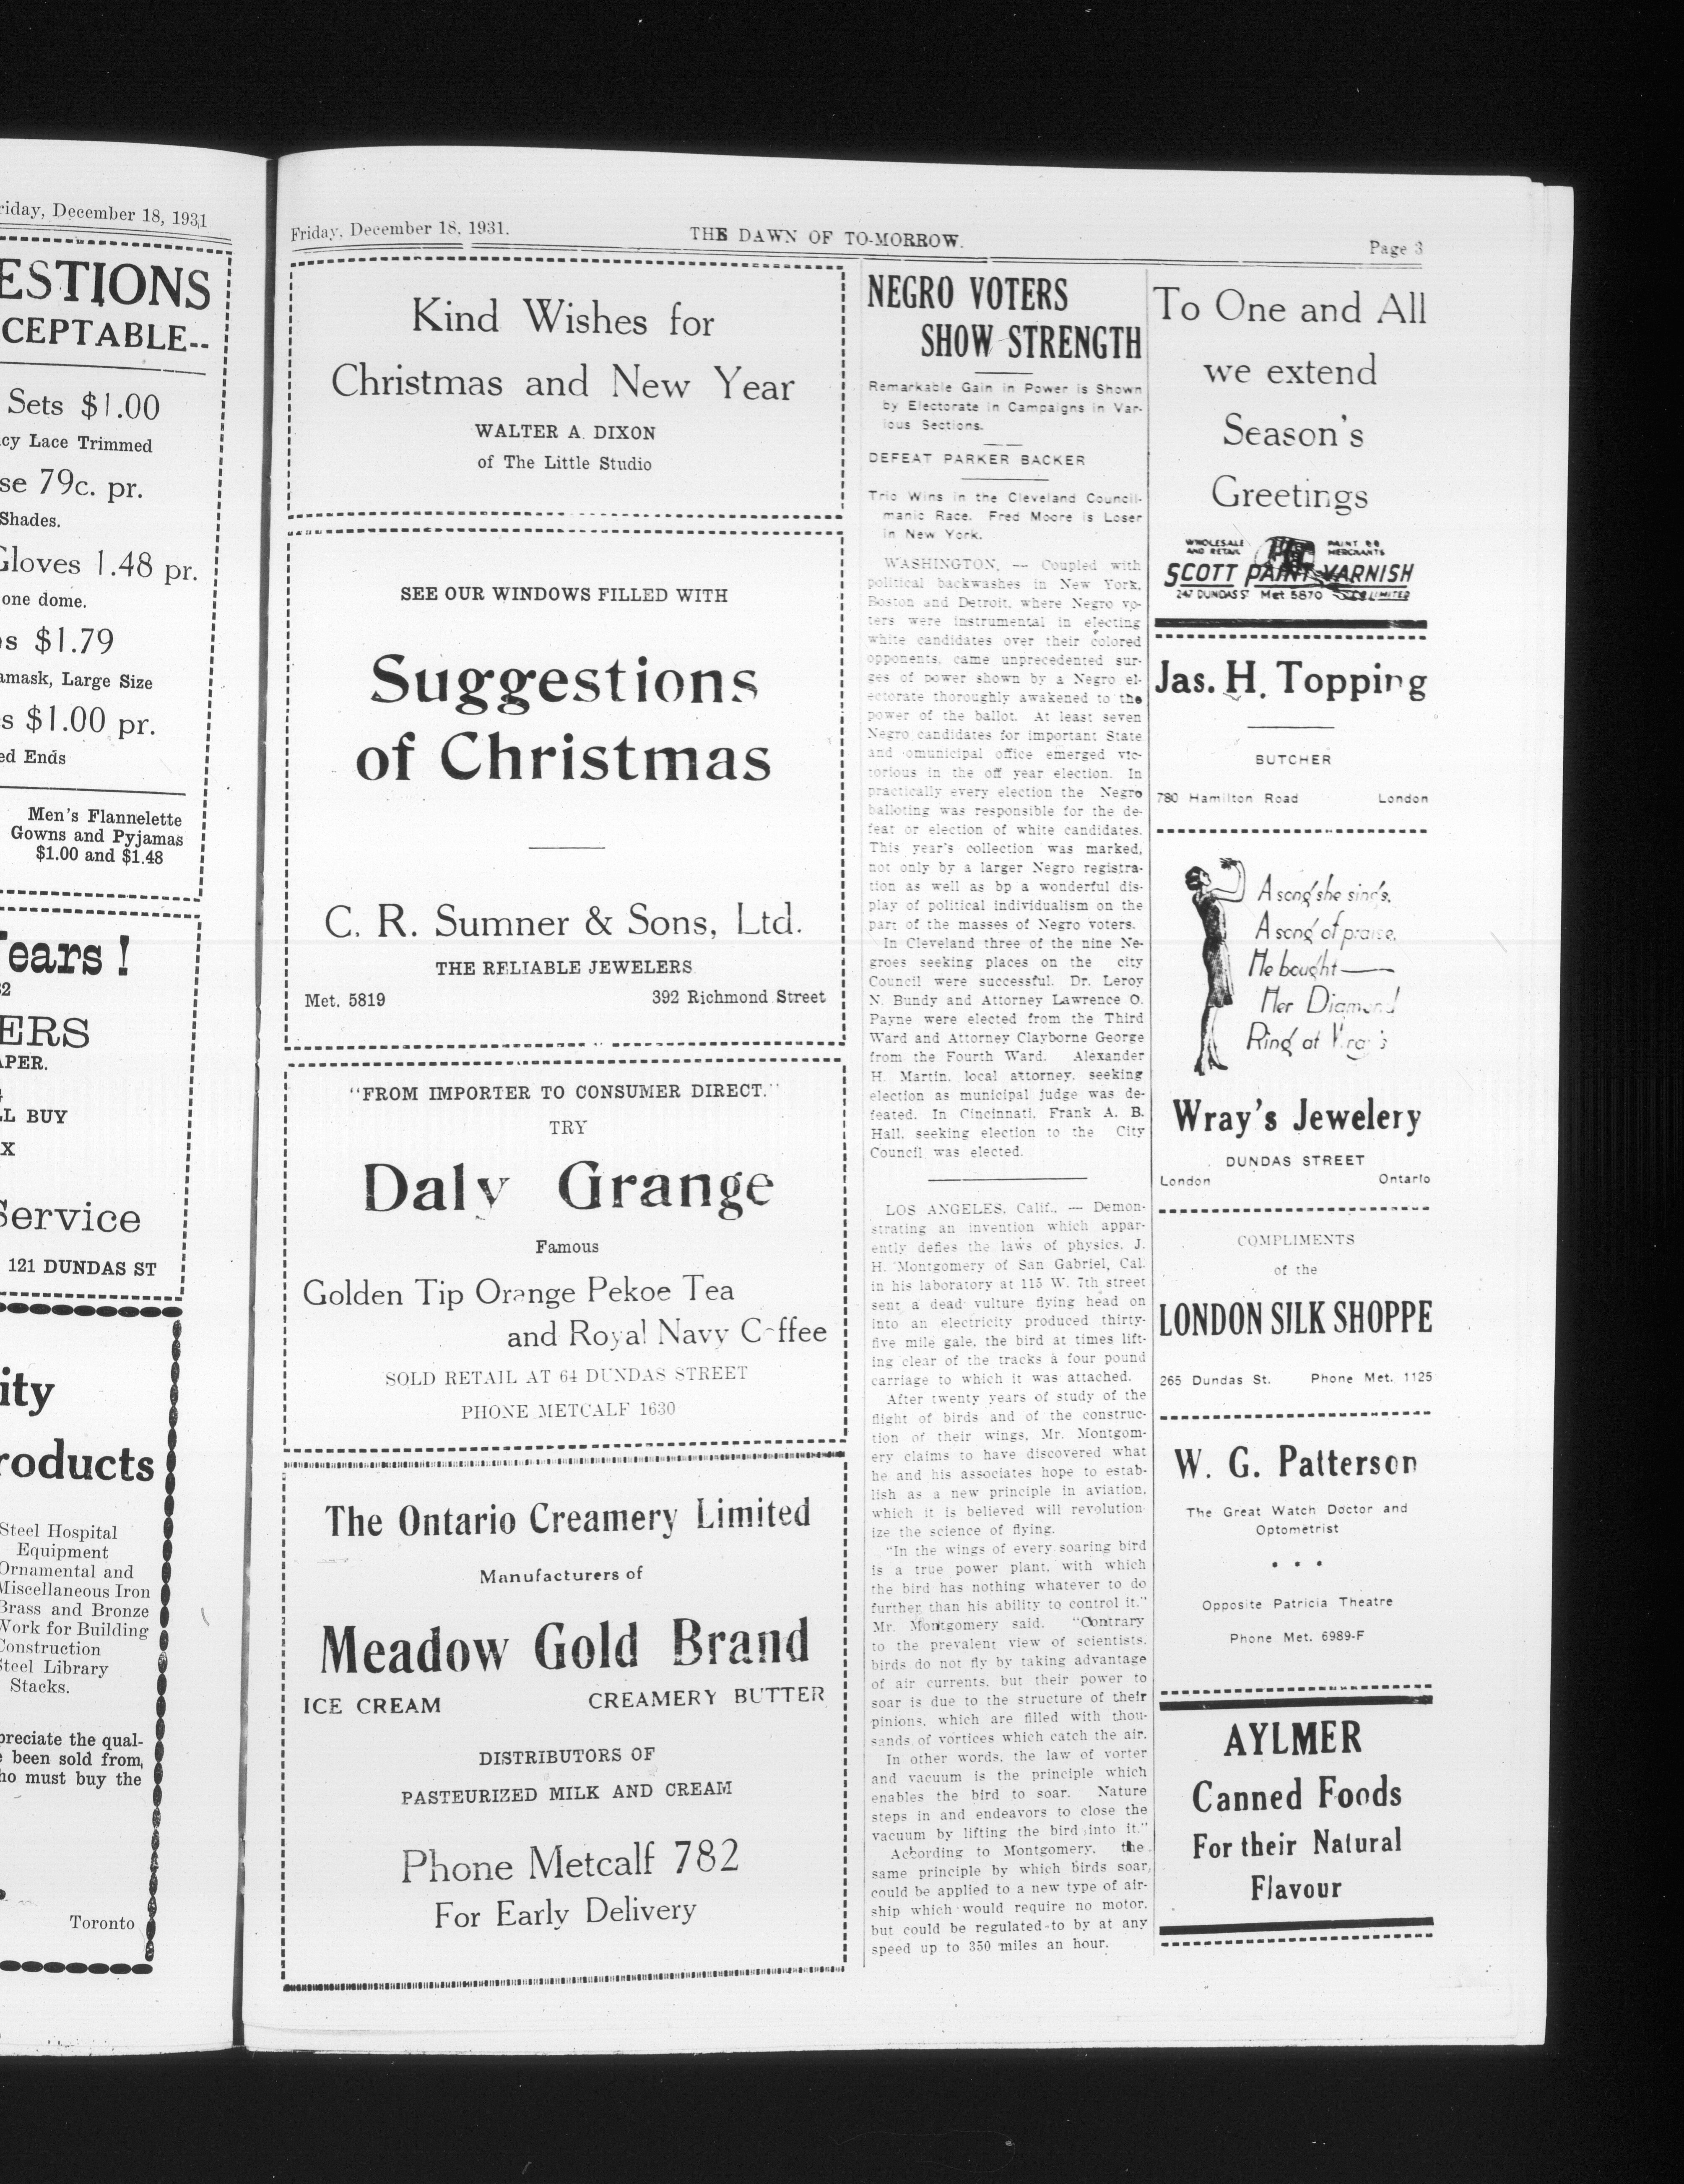 riday, December 18, 1931
ESTIONS
CEPTABLE--
Sets $1.00
cy Lace Trimmed
se 79c. pr.
Shades.
Gloves 1.48 pr.
one dome.
s $1.79
amask, Large Size
s $1.00 pr.
ed Ends
Men's Flannelette
Gowns and Pyjamas
$1.00 and $1.48
ears !
32
ERS
APER.
LL BUY
X
Service
121 DUNDAS ST
ity
roducts
Steel Hospital
Equipment
Ornamental and
Miscellaneous Iron
Brass and Bronze
Work for Building
Construction
Steel Library
Stacks.
preciate the qual-
been sold from,
ho must buy the
Toronto
Friday, December 18, 1931.
THE DAWN OF TO-MORROW.
Page 3
Kind Wishes for
Christmas and New Year
WALTER A. DIXON
of The Little Studio
SEE OUR WINDOWS FILLED WITH
Suggestions
of Christmas
C. R. Sumner & Sons, Ltd.
THE RELIABLE JEWELERS
Met. 5819 392 Richmond Street
"FROM IMPORTER TO CONSUMER DIRECT."
TRY
Daly Grange
Famous
Golden Tip Orange Pekoe Tea
and Royal Navy C ffee
SOLD RETAIL AT 64 DUNDAS STREET
PHONE METCALF 1630
The Ontario Creamery Limited
Manufacturers of
Meadow Gold Brand
ICE CREAM CREAMERY BUTTER
DISTRIBUTORS OF
PASTEURIZED MILK AND CREAM
Phone Metcalf 782
For Early Delivery
NEGRO VOTERS
SHOW STRENGTH
Remarkable Gain in Power is Shown
by Electorate in Campaigns in Var-
ious Sections.
DEFEAT PARKER BACKER
Trio Wins in the Cleveland Council-
manic Race. Fred Moore is Loser
in New York.
WASHINGTON, — Coupled with
political backwashes in New York,
Boston and Detroit, where Negro vo-
ters were instrumental in electing
white candidates over their colored
opponents, came unprecedented sur-
ges of power shown by a Negro el-
ectorate thoroughly awakened to the
power of the ballot. At least seven
Negro candidates for important State
and omunicipal office emerged vic-
torious in the off year election. In
practically every election the Negro
balloting was responsible for the de-
feat or election of white candidates.
This year's collection was marked,
not only by a larger Negro registra-
tion as well as bp a wonderful dis-
play of political individualism on the
part of the masses of Negro voters.
In Cleveland three of the nine Ne-
groes seeking places on the city
Council were successful. Dr. Leroy
N. Bundy and Attorney Lawrence O.
Payne were elected from the Third
Ward and Attorney Clayborne George
from the Fourth Ward. Alexander
H. Martin, local attorney, seeking
election as municipal judge was de-
feated. In Cincinnati, Frank A. B.
Hall, seeking election to the City
Council was elected.
LOS ANGELES, Calif., — Demon-
strating an invention which appar-
ently defies the laws of physics, J.
H. Montgomery of San Gabriel, Cal.
in his laboratory at 115 W. 7th street
sent a dead vulture flying head on
into an electricity produced thirty-
five mile gale, the bird at times lift-
ing clear of the tracks a four pound
carriage to which it was attached.
After twenty years of study of the
flight of birds and of the construc-
tion of their wings, Mr. Montgom-
ery claims to have discovered what
he and his associates hope to estab-
lish as a new principle in aviation,
which it is believed will revolution-
ize the science of flying.
"In the wings of every soaring bird
is a true power plant, with which
the bird has nothing whatever to do
further than his ability to control it."
Mr. Montgomery said. "Contrary
to the prevalent view of scientists,
birds do not fly by taking advantage
of air currents, but their power to
soar is due to the structure of their
pinions, which are filled with thou-
sands of vortices which catch the air.
In other words, the law of vorter
and vacuum is the principle which
enables the bird to soar. Nature
steps in and endeavors to close the
vacuum by lifting the bird into it."
According to Montgomery, the
same principle by which birds soar,
could be applied to a new type of air-
ship which would require no motor,
but could be regulated to by at any
speed up to 350 miles an hour.
To One and All
we extend
Season's
Greetings
WHOLESALE AND RETAIL
PAINT MERCHANTS
SCOTT PAINT VARNISH
247 DUNDAS ST Met 5870 LIMITED
Jas. H. Topping
BUTCHER
780 Hamilton Road London
A song she sings,
A song of praise,
He bought—
Her Diamond
Ring at Wray's
Wray's Jewelery
DUNDAS STREET
London Ontario
COMPLIMENTS
of the
LONDON SILK SHOPPE
265 Dundas St. Phone Met. 1125
W. G. Patterson
The Great Watch Doctor and
Optometrist
• • •
Opposite Patricia Theatre
Phone Met. 6989-F
AYLMER
Canned Foods
For their Natural
Flavour